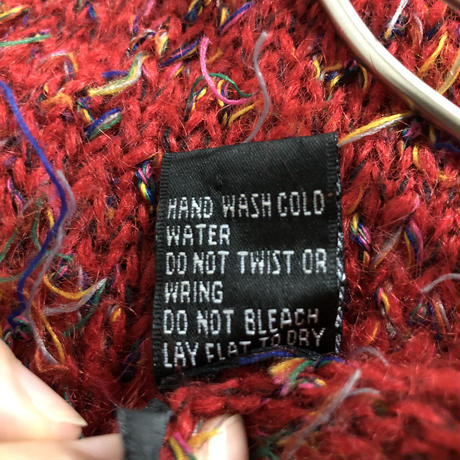 HAND WASH COLD
WATER
DO NOT TWIST OR
WRING
DO NOT BLEACH
LAY FLAT TO DRY